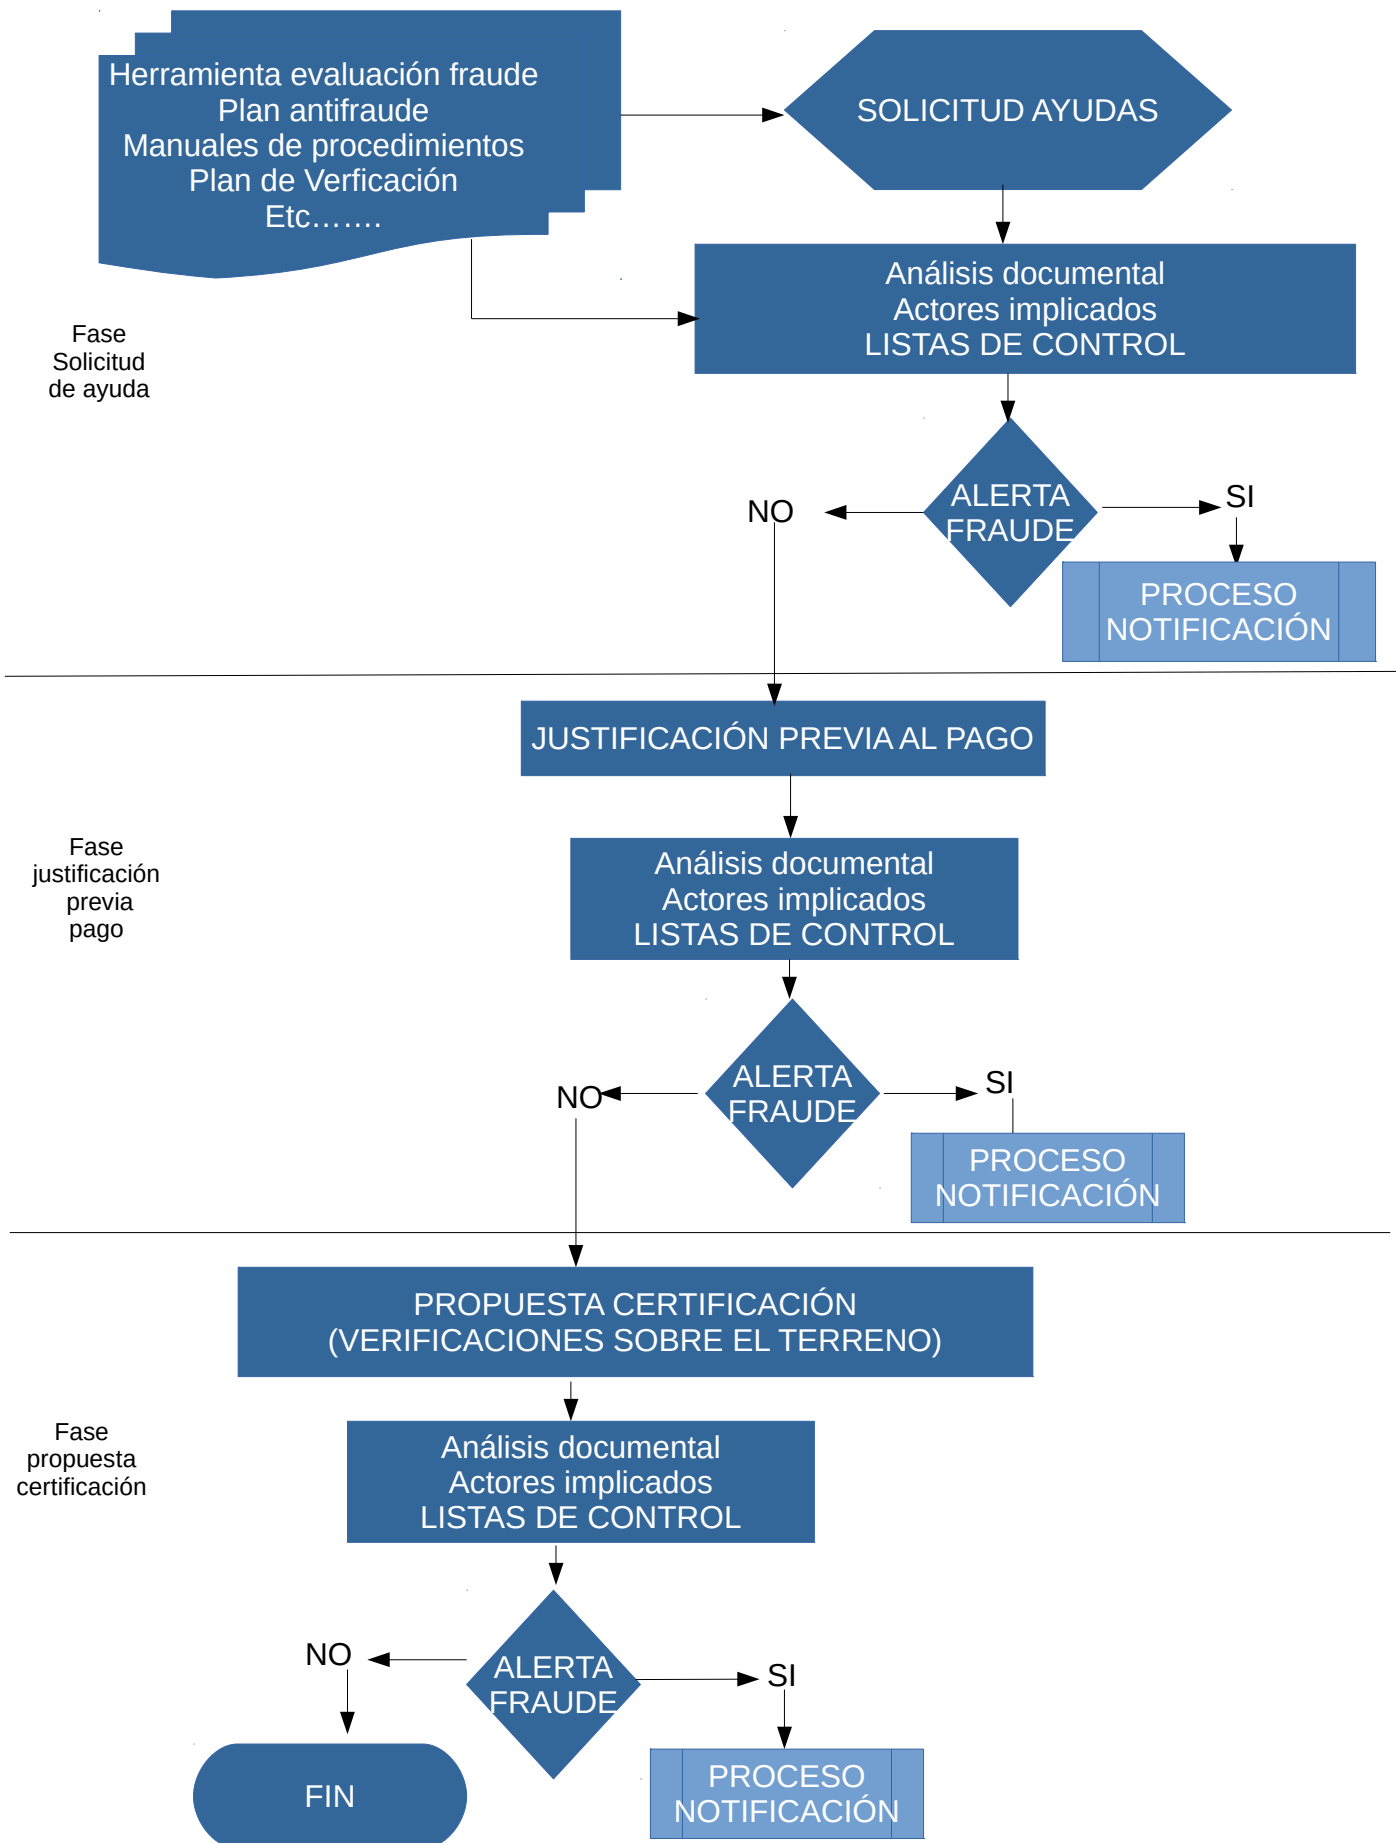 Herramienta evaluación fraude
Plan antifraude
Manuales de procedimientos
Plan de Verficación
Etc…….
SOLICITUD AYUDAS
Análisis documental
Actores implicados
LISTAS DE CONTROL
Fase
Solicitud
de ayuda
ALERTA
FRAUDE
NO
SI
PROCESO
NOTIFICACIÓN
JUSTIFICACIÓN PREVIA AL PAGO
Fase
justificación
previa
pago
Análisis documental
Actores implicados
LISTAS DE CONTROL
ALERTA
FRAUDE
NO
SI
PROCESO
NOTIFICACIÓN
PROPUESTA CERTIFICACIÓN
(VERIFICACIONES SOBRE EL TERRENO)
Fase
propuesta
certificación
Análisis documental
Actores implicados
LISTAS DE CONTROL
ALERTA
FRAUDE
NO
SI
FIN
PROCESO
NOTIFICACIÓN